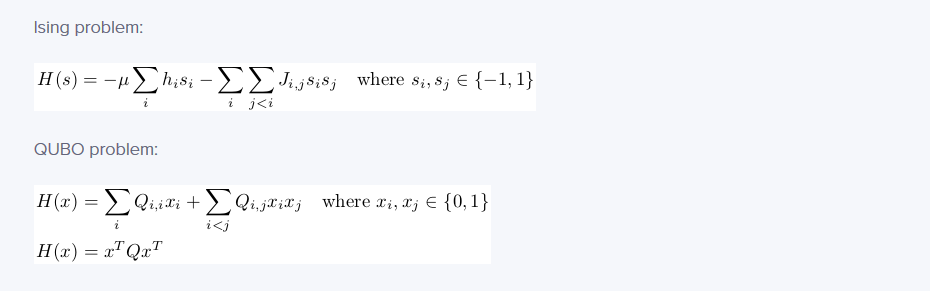 Ising problem:
H(s) = −μ ∑_i h_i s_i − ∑_i ∑_{j<i} J_{i,j} s_i s_j where s_i, s_j ∈ {−1, 1}
QUBO problem:
H(x) = ∑_i Q_{i,i} x_i + ∑_{i<j} Q_{i,j} x_i x_j where x_i, x_j ∈ {0, 1}
H(x) = x^T Q x^T